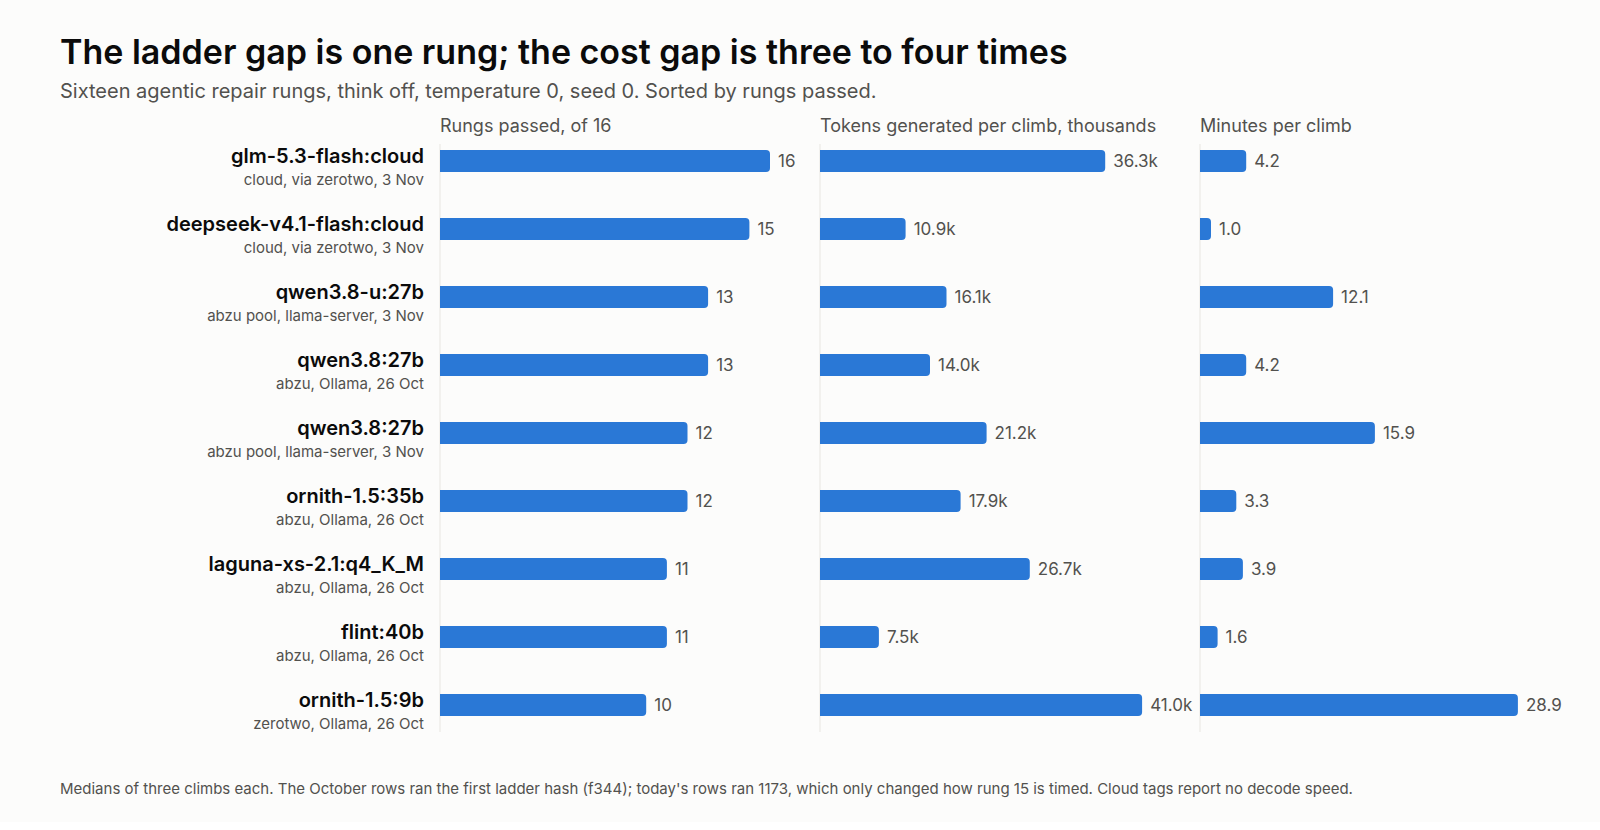 The ladder gap is one rung; the cost gap is three to four times
Sixteen agentic repair rungs, think off, temperature 0, seed 0. Sorted by rungs passed.
Rungs passed, of 16 Tokens generated per climb, thousands Minutes per climb
glm-5.3-flash:cloud 16 36.3k 4.2
cloud, via zerotwo, 3 Nov
deepseek-v4.1-flash:cloud 15 10.9k 1.0
cloud, via zerotwo, 3 Nov
qwen3.8-u:27b 13 16.1k 12.1
abzu pool, llama-server, 3 Nov
qwen3.8:27b 13 14.0k 4.2
abzu, Ollama, 26 Oct
qwen3.8:27b 12 21.2k 15.9
abzu pool, llama-server, 3 Nov
ornith-1.5:35b 12 17.9k 3.3
abzu, Ollama, 26 Oct
laguna-xs-2.1:q4_K_M 11 26.7k 3.9
abzu, Ollama, 26 Oct
flint:40b 11 7.5k 1.6
abzu, Ollama, 26 Oct
ornith-1.5:9b 10 41.0k 28.9
zerotwo, Ollama, 26 Oct
Medians of three climbs each. The October rows ran the first ladder hash (f344); today's rows ran 1173, which only changed how rung 15 is timed. Cloud tags report no decode speed.